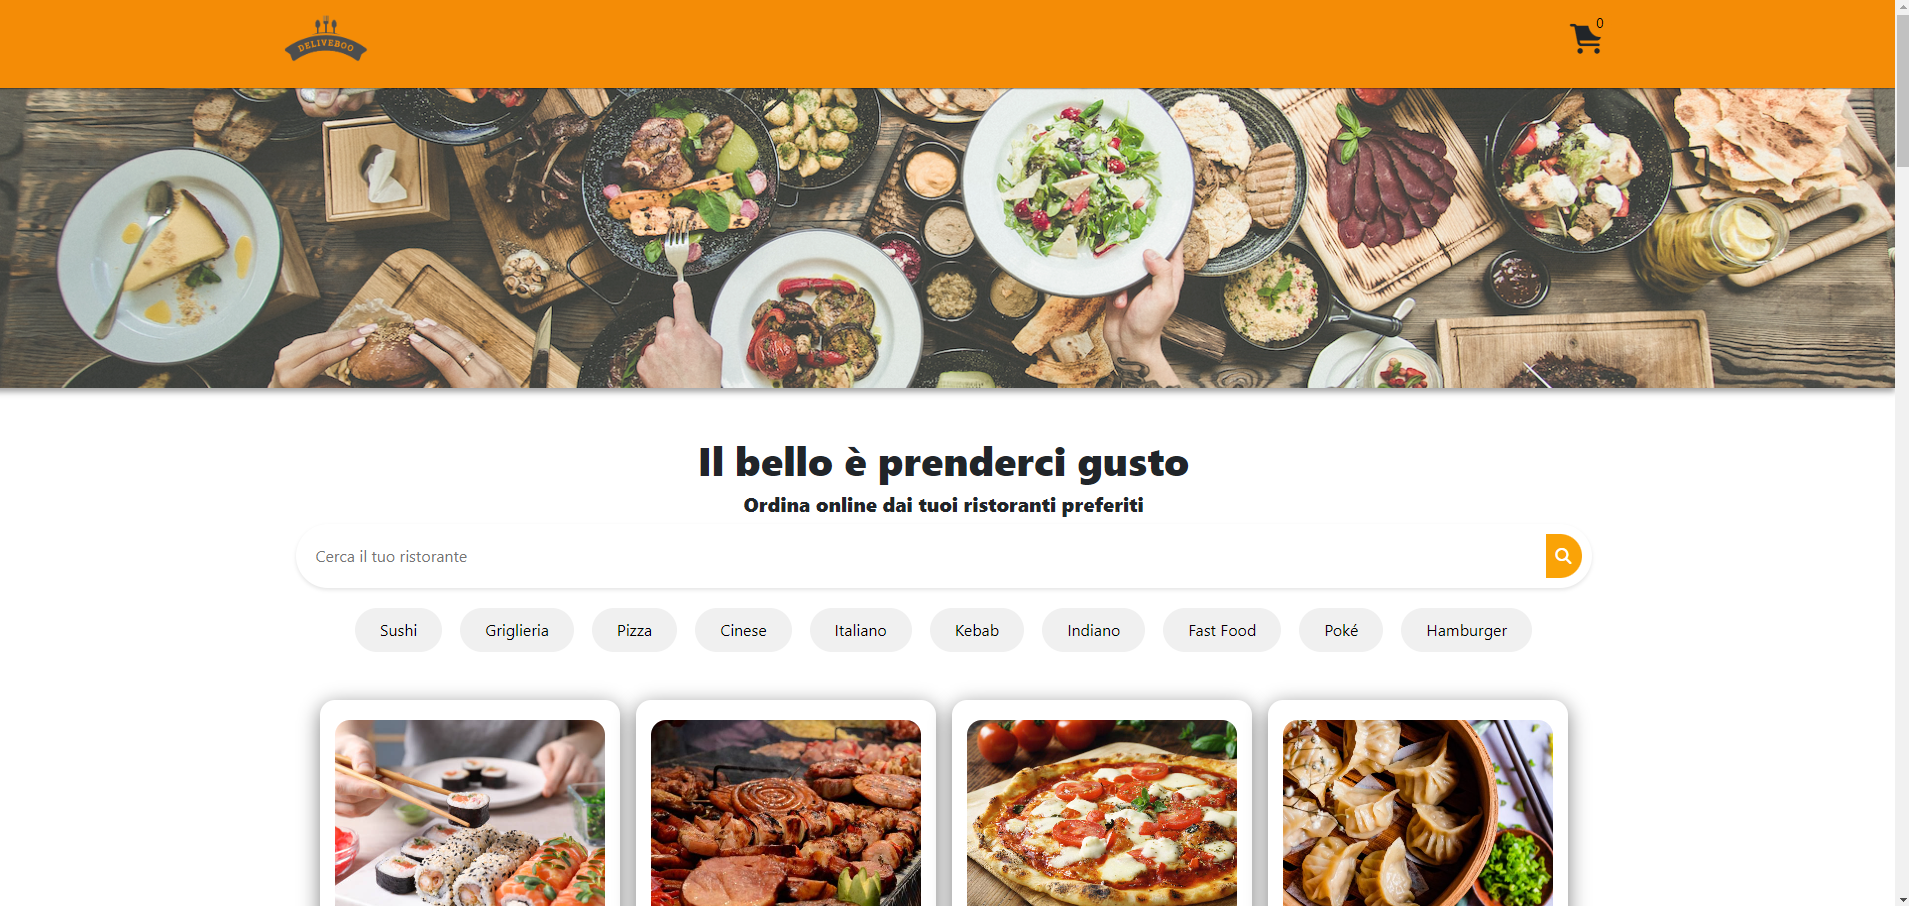 DELIVEBOO
0
Il bello è prenderci gusto
Ordina online dai tuoi ristoranti preferiti
Cerca il tuo ristorante
Sushi Griglieria Pizza Cinese Italiano Kebab Indiano Fast Food Poké Hamburger